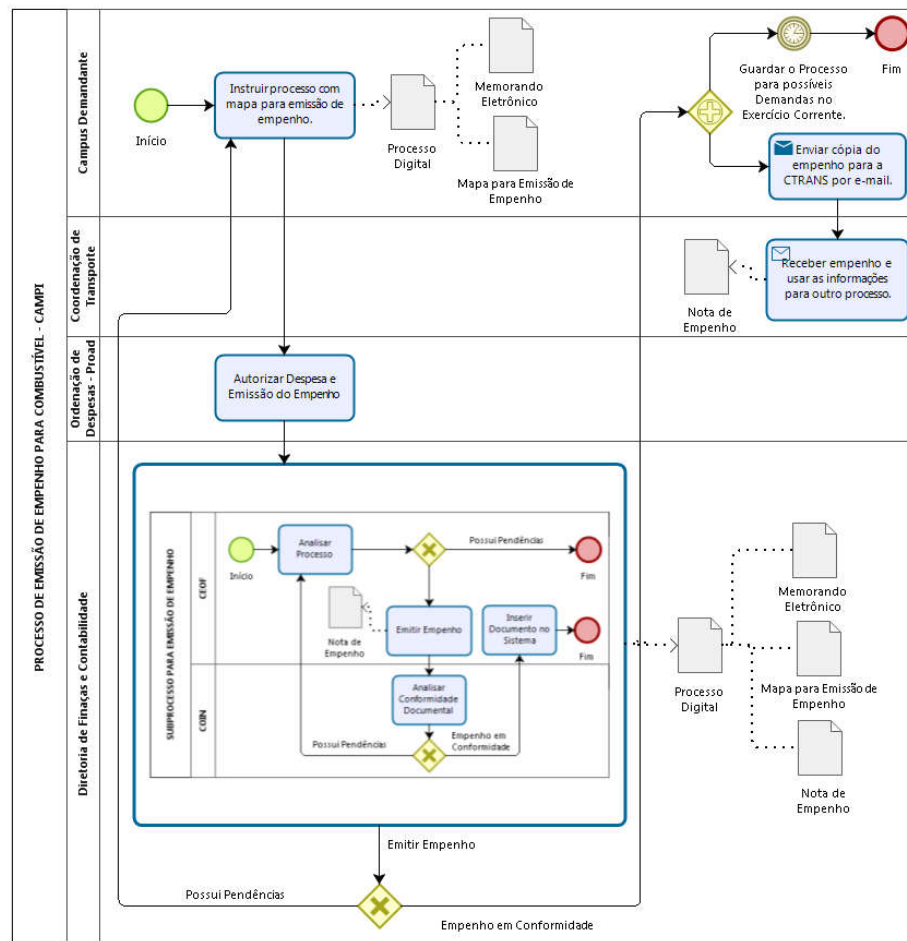 PROCESSO DE EMISSÃO DE EMPENHO PARA COMBUSTÍVEL - CAMPI
Campus Demandante
Início
Instruir processo com
mapa para emissão de
empenho.
Processo
Digital
Memorando
Eletrônico
Mapa para Emissão de
Empenho
Guardar o Processo
para possíveis
Demandas no
Exercício Corrente.
Fim
Enviar cópia do
empenho para a
CTRANS por e-mail.
Coordenação de
Transporte
Nota de
Empenho
Receber empenho e
usar as informações
para outro processo.
Ordenação de
Despesas - Proad
Autorizar Despesa e
Emissão do Empenho
Diretoria de Finaças e Contabilidade
SUBPROCESSO PARA EMISSÃO DE EMPENHO
CEOF
Início
Analisar
Processo
Possui Pendências
Fim
Nota de
Empenho
Emitir Empenho
Inserir
Documento no
Sistema
Fim
COIN
Analisar
Conformidade
Documental
Possui Pendências
Empenho em
Conformidade
Processo
Digital
Memorando
Eletrônico
Mapa para Emissão de
Empenho
Nota de
Empenho
Emitir Empenho
Possui Pendências
Empenho em Conformidade